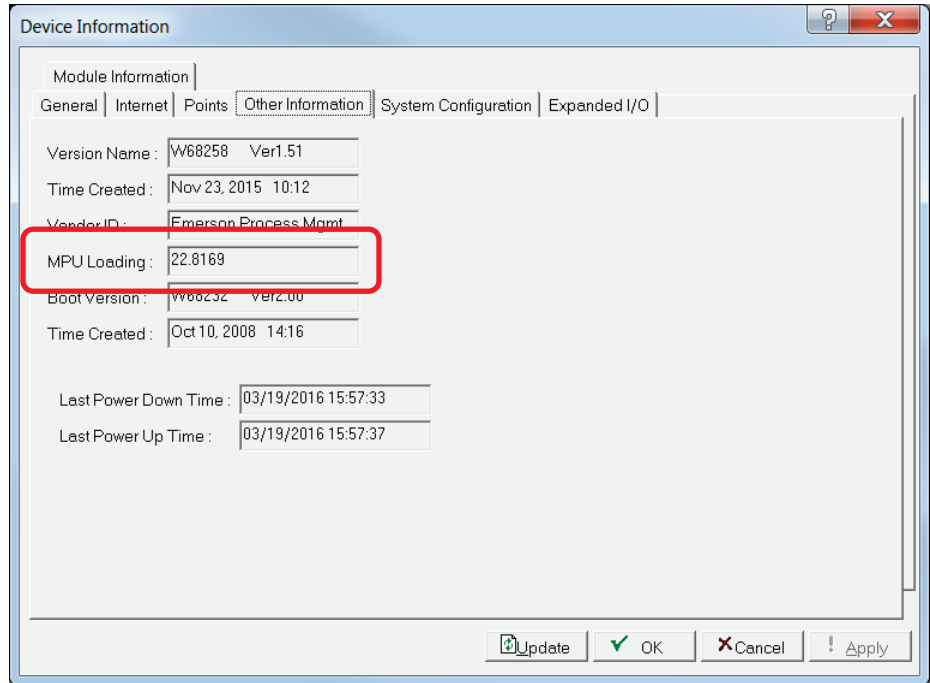 Device Information
Module Information
General Internet Points Other Information System Configuration Expanded I/O
Version Name : W68258 Ver1.51
Time Created : Nov 23, 2015 10:12
Vendor ID : Emerson Process Mgmt
MPU Loading : 22.8169
Boot Version : W68232 Ver2.00
Time Created : Oct 10, 2008 14:16
Last Power Down Time : 03/19/2016 15:57:33
Last Power Up Time : 03/19/2016 15:57:37
Update OK Cancel ! Apply